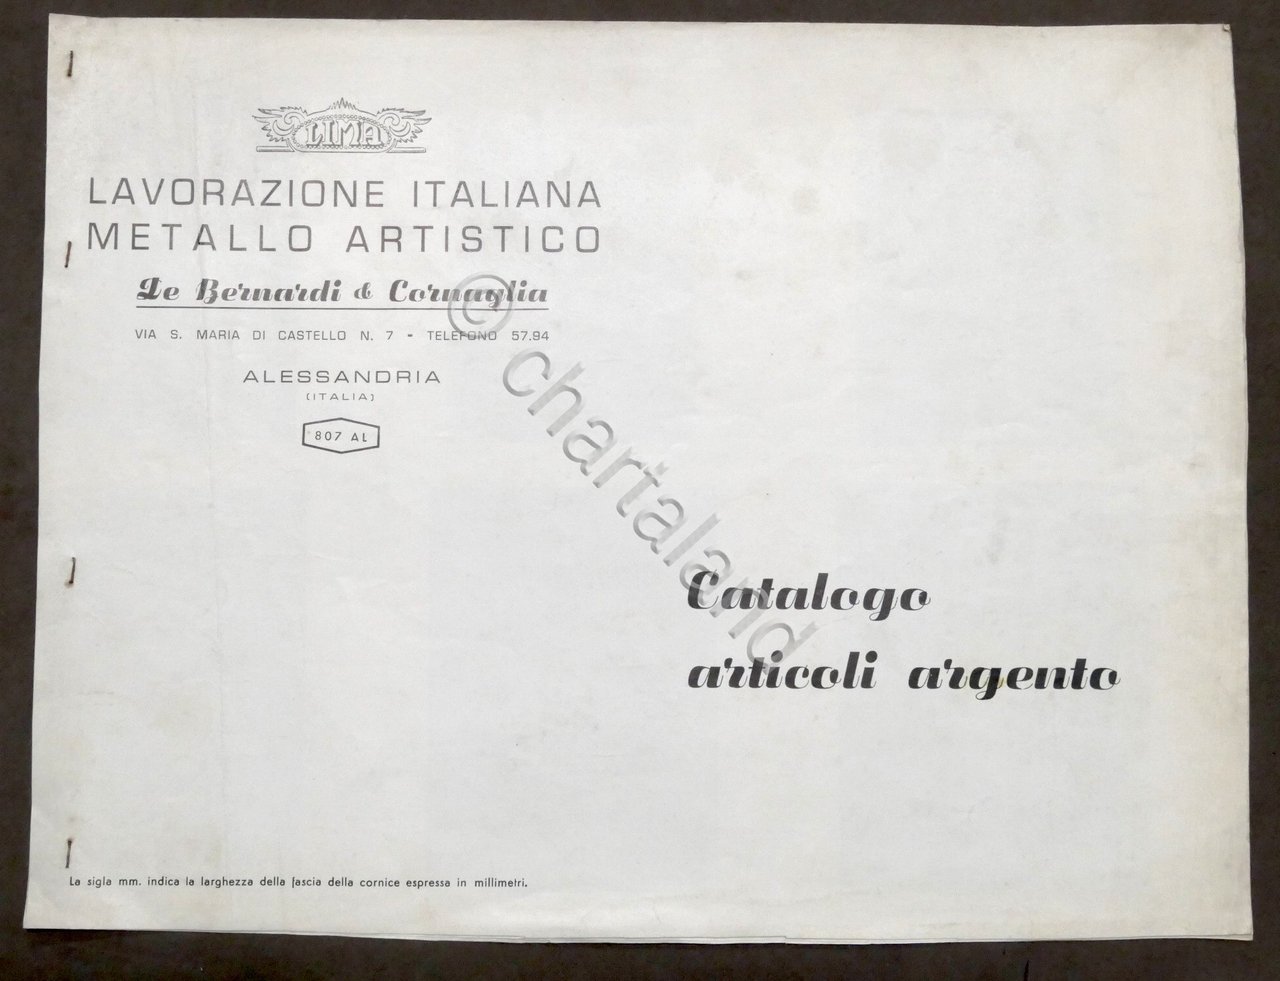 LIMA
LAVORAZIONE ITALIANA
METALLO ARTISTICO
De Bernardi & Cornaglia
VIA S. MARIA DI CASTELLO N. 7 - TELEFONO 57.94
ALESSANDRIA
(ITALIA)
807 AL
© chartaland
Catalogo
articoli argento
La sigla mm. indica la larghezza della fascia della cornice espressa in millimetri.